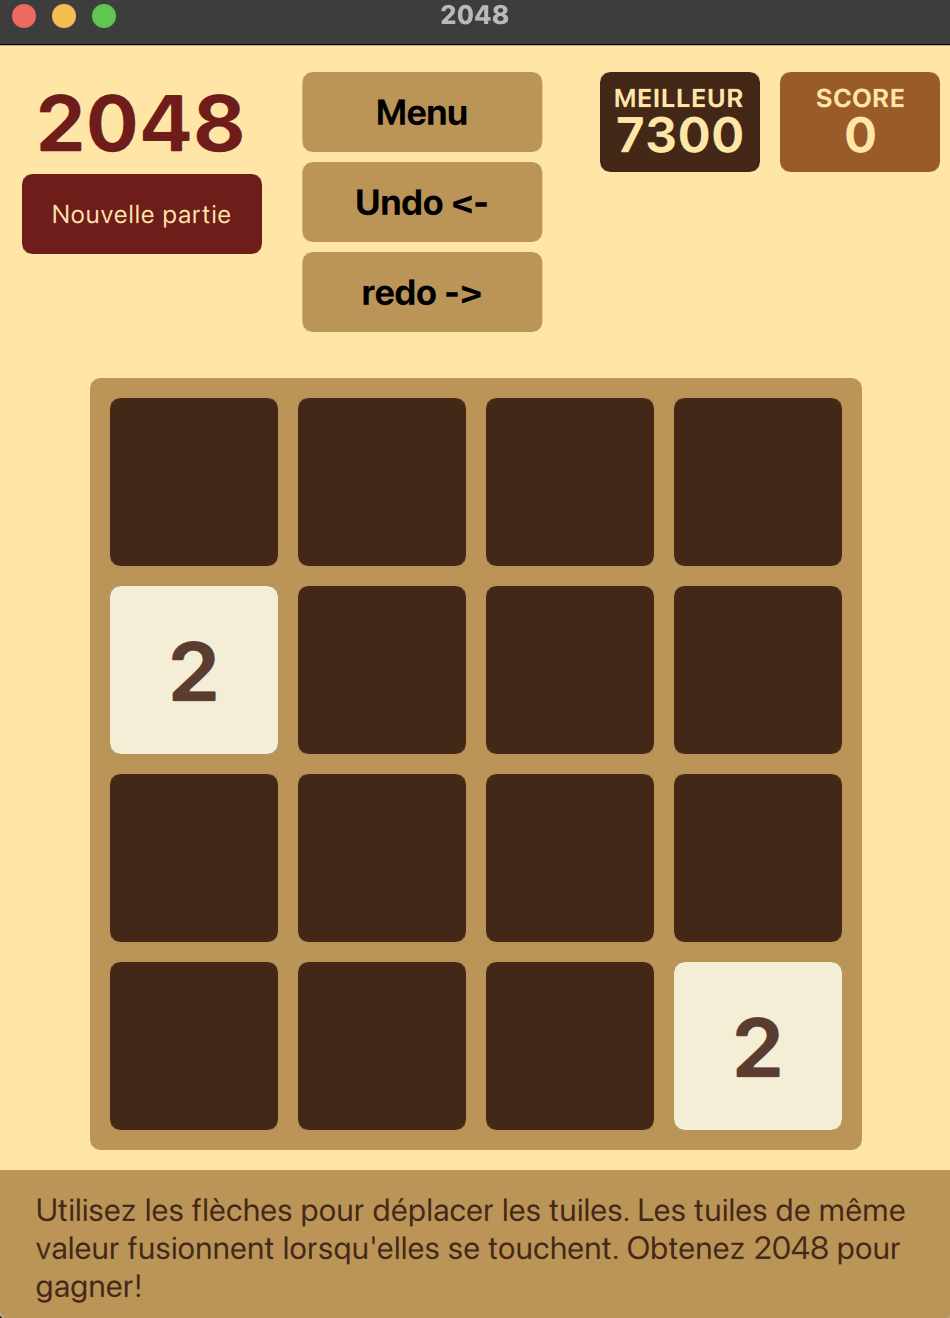 2048
2048
Nouvelle partie
Menu
Undo <-
redo ->
MEILLEUR
7300
SCORE
0
2
2
Utilisez les flèches pour déplacer les tuiles. Les tuiles de même
valeur fusionnent lorsqu'elles se touchent. Obtenez 2048 pour
gagner!